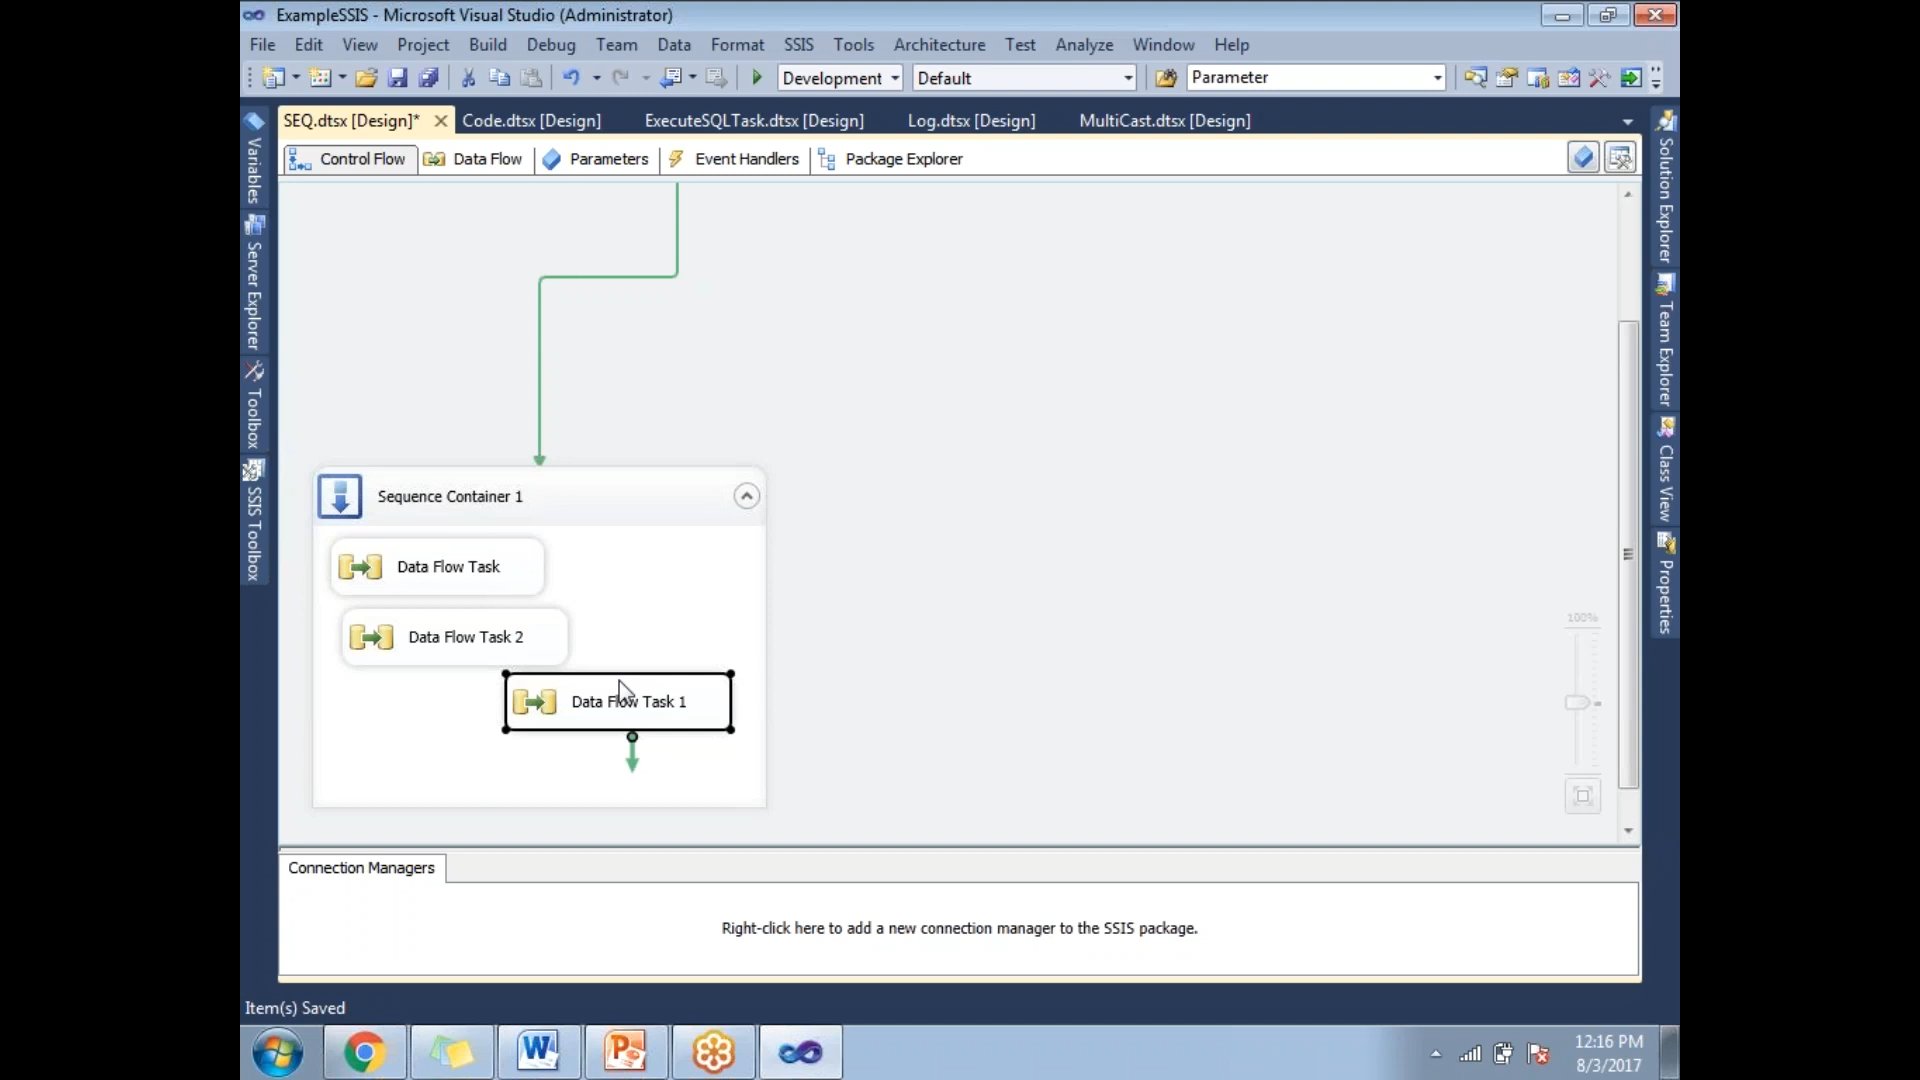 ExampleSSIS - Microsoft Visual Studio (Administrator)
File Edit View Project Build Debug Team Data Format SSIS Tools Architecture Test Analyze Window Help
Development Default Parameter
SEQ.dtsx [Design]* Code.dtsx [Design] ExecuteSQLTask.dtsx [Design] Log.dtsx [Design] MultiCast.dtsx [Design]
Control Flow Data Flow Parameters Event Handlers Package Explorer
Variables
Server Explorer
Toolbox
SSIS Toolbox
Sequence Container 1
Data Flow Task
Data Flow Task 2
Data Flow Task 1
100%
Solution Explorer
Team Explorer
Class View
Properties
Connection Managers
Right-click here to add a new connection manager to the SSIS package.
Item(s) Saved
12:16 PM
8/3/2017